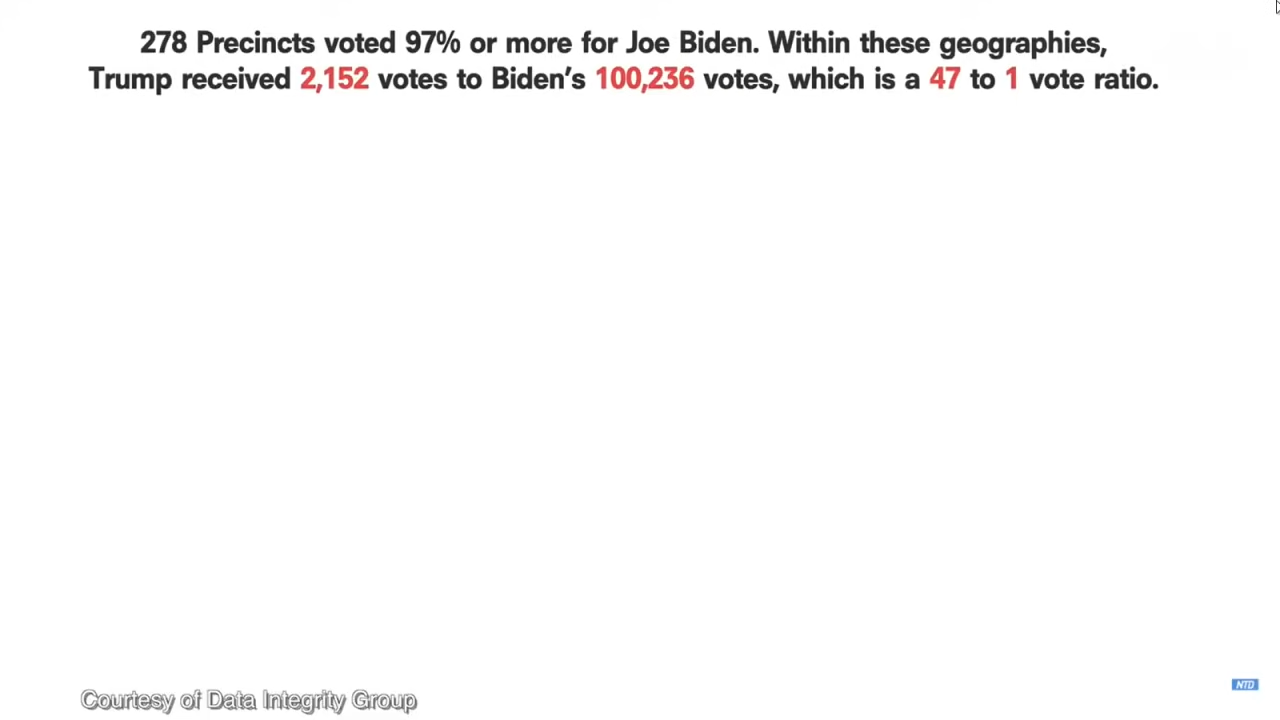 278 Precincts voted 97% or more for Joe Biden. Within these geographies,
Trump received 2,152 votes to Biden's 100,236 votes, which is a 47 to 1 vote ratio.
Courtesy of Data Integrity Group
NTD